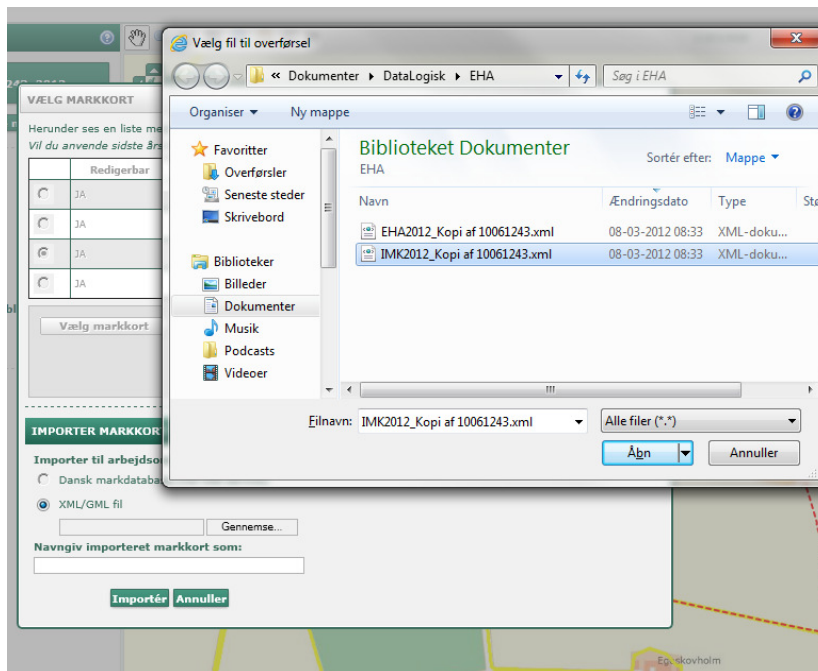 Vælg fil til overførsel
« Dokumenter ▸ DataLogisk ▸ EHA
Søg i EHA
Organiser
Ny mappe
Favoritter
Overførsler
Seneste steder
Skrivebord
Biblioteker
Billeder
Dokumenter
Musik
Podcasts
Videoer
Biblioteket Dokumenter
EHA
Sortér efter: Mappe
Navn Ændringsdato Type Stø
EHA2012_Kopi af 10061243.xml 08-03-2012 08:33 XML-doku...
IMK2012_Kopi af 10061243.xml 08-03-2012 08:33 XML-doku...
Filnavn: IMK2012_Kopi af 10061243.xml
Alle filer (*.*)
Åbn
Annuller
VÆLG MARKKORT
Herunder ses en liste me
Vil du anvende sidste års
Redigerbar
JA
JA
JA
JA
Vælg markkort
IMPORTER MARKKORT
Importer til arbejdso
Dansk markdataba
XML/GML fil
Gennemse...
Navngiv importeret markkort som:
Importér
Annuller